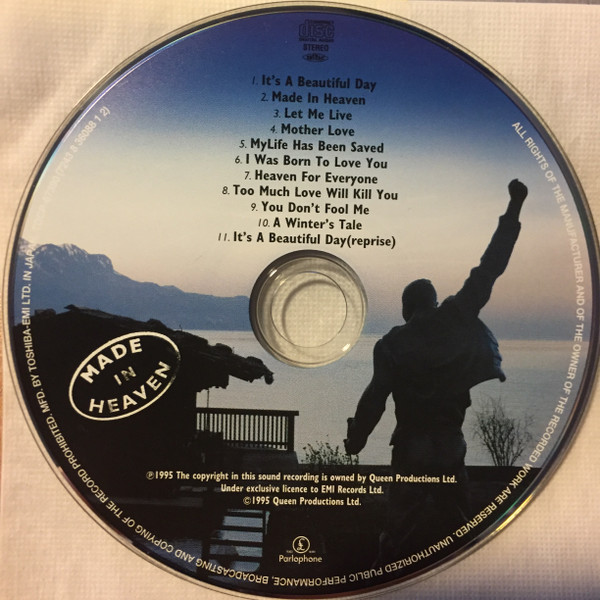 disc
STEREO
1. It's A Beautiful Day
2. Made In Heaven
3. Let Me Live
4. Mother Love
5. MyLife Has Been Saved
6. I Was Born To Love You
7. Heaven For Everyone
8. Too Much Love Will Kill You
9. You Don't Fool Me
10. A Winter's Tale
11. It's A Beautiful Day(reprise)
MADE
IN
HEAVEN
℗1995 The copyright in this sound recording is owned by Queen Productions Ltd.
Under exclusive licence to EMI Records Ltd.
©1995 Queen Productions Ltd.
Parlophone
ALL RIGHTS OF THE MANUFACTURER AND OF THE OWNER OF THE RECORDED WORK ARE RESERVED. UNAUTHORIZED PUBLIC PERFORMANCE, BROADCASTING AND COPYING OF THE RECORD PROHIBITED. MFD. BY TOSHIBA-EMI LTD. IN JAPAN